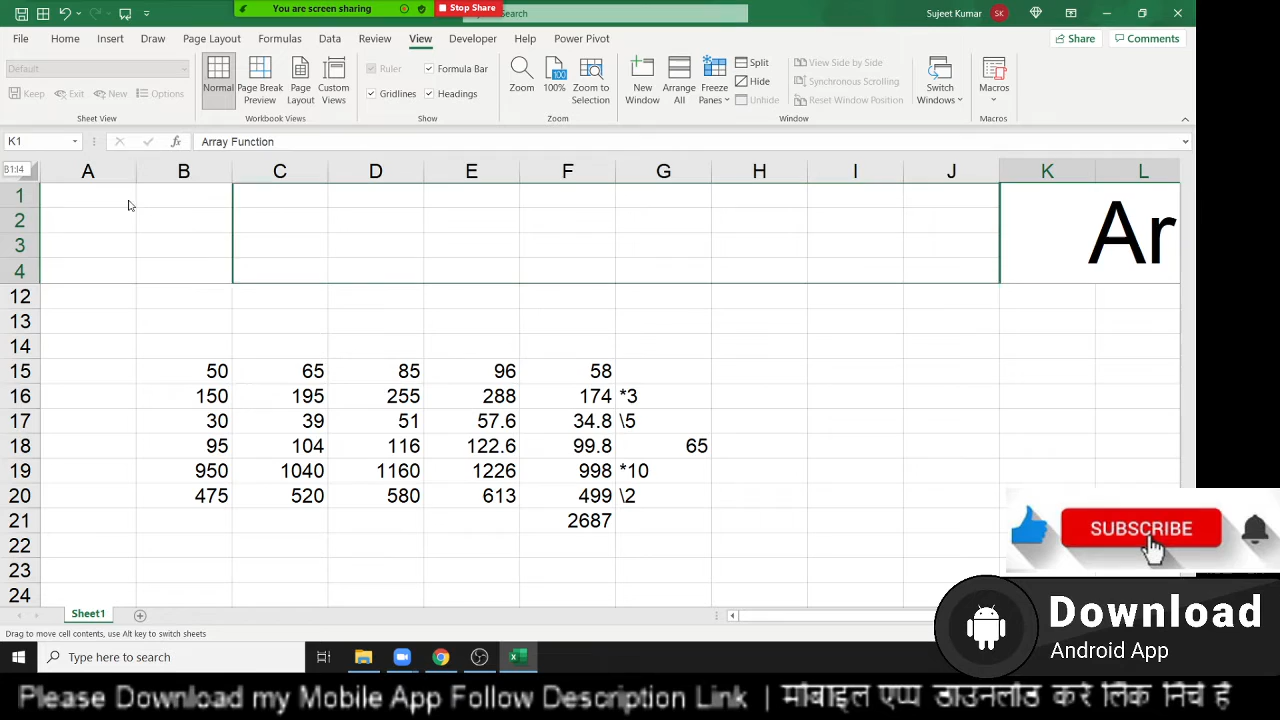 You are screen sharing
Stop Share
Search
Sujeet Kumar
SK
File Home Insert Draw Page Layout Formulas Data Review View Developer Help Power Pivot
Share
Comments
Default
Keep Exit New Options
Sheet View
Normal
Page Break Preview
Page Layout
Custom Views
Workbook Views
Ruler
Formula Bar
Gridlines
Headings
Show
Zoom
100
100%
Zoom to Selection
Zoom
New Window
Arrange All
Freeze Panes
Split
Hide
Unhide
View Side by Side
Synchronous Scrolling
Reset Window Position
Window
Switch Windows
Macros
Macros
K1
fx
Array Function
B1:I4
A B C D E F G H I J K L
1
2
3
4
Ar
12
13
14
15 50 65 85 96 58
16 150 195 255 288 174 *3
17 30 39 51 57.6 34.8 \5
18 95 104 116 122.6 99.8 65
19 950 1040 1160 1226 998 *10
20 475 520 580 613 499 \2
21 2687
22
23
24
Sheet1
Drag to move cell contents, use Alt key to switch sheets
Type here to search
SUBSCRIBE
Download
Android App
Please Download my Mobile App Follow Description Link | मोबाइल एप्प डाउनलोड करे लिंक निचे हे